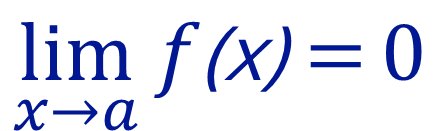 lim f(x) = 0
x→a